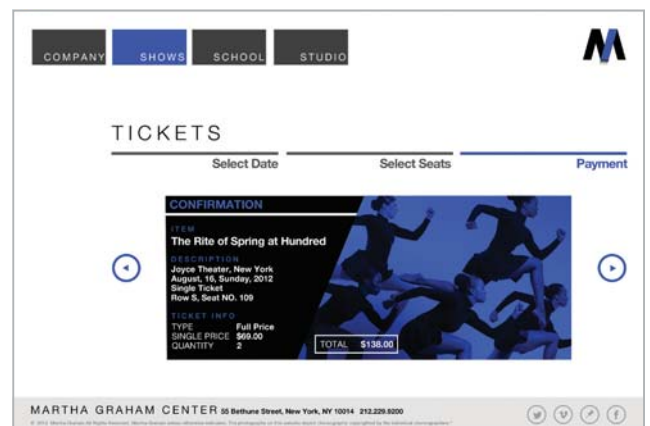 COMPANY
SHOWS
SCHOOL
STUDIO
TICKETS
Select Date
Select Seats
Payment
CONFIRMATION
ITEM
The Rite of Spring at Hundred
DESCRIPTION
Joyce Theater, New York
August, 16, Sunday, 2012
Single Ticket
Row S, Seat NO. 109
TICKET INFO
TYPE Full Price
SINGLE PRICE $69.00
QUANTITY 2
TOTAL $138.00
MARTHA GRAHAM CENTER 55 Bethune Street, New York, NY 10014 212.229.9200